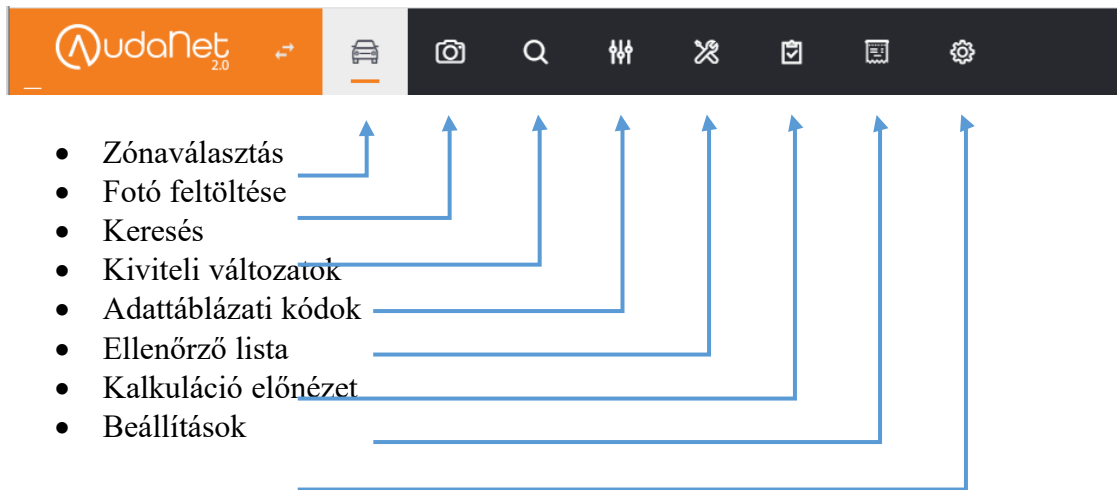 AudaNet
2.0
• Zónaválasztás
• Fotó feltöltése
• Keresés
• Kiviteli változatok
• Adattáblázati kódok
• Ellenőrző lista
• Kalkuláció előnézet
• Beállítások